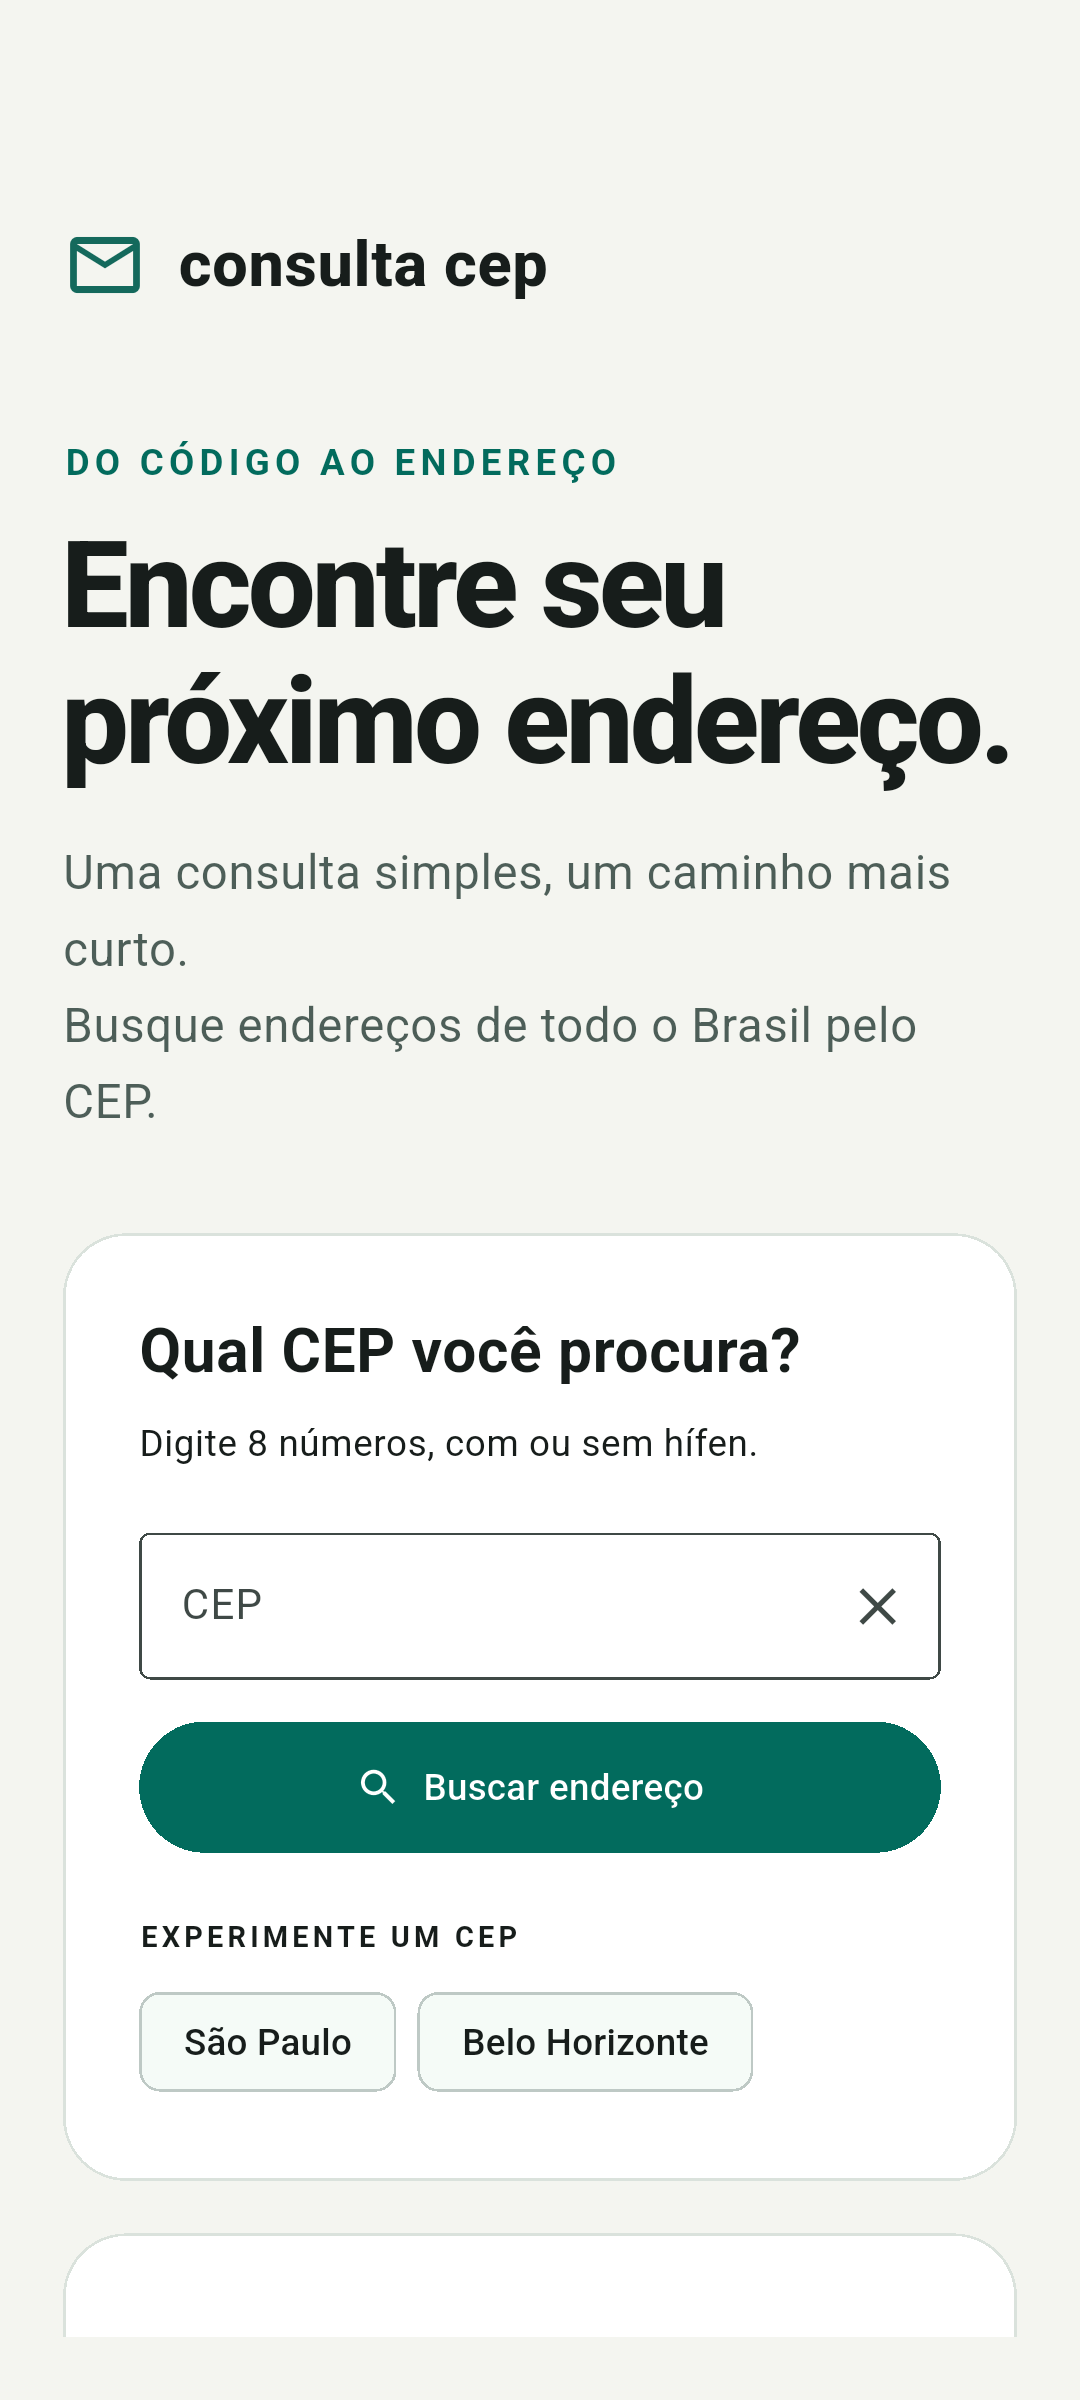 consulta cep
DO CÓDIGO AO ENDEREÇO
Encontre seu
próximo endereço.
Uma consulta simples, um caminho mais
curto.
Busque endereços de todo o Brasil pelo
CEP.
Qual CEP você procura?
Digite 8 números, com ou sem hífen.
CEP
Buscar endereço
EXPERIMENTE UM CEP
São Paulo
Belo Horizonte